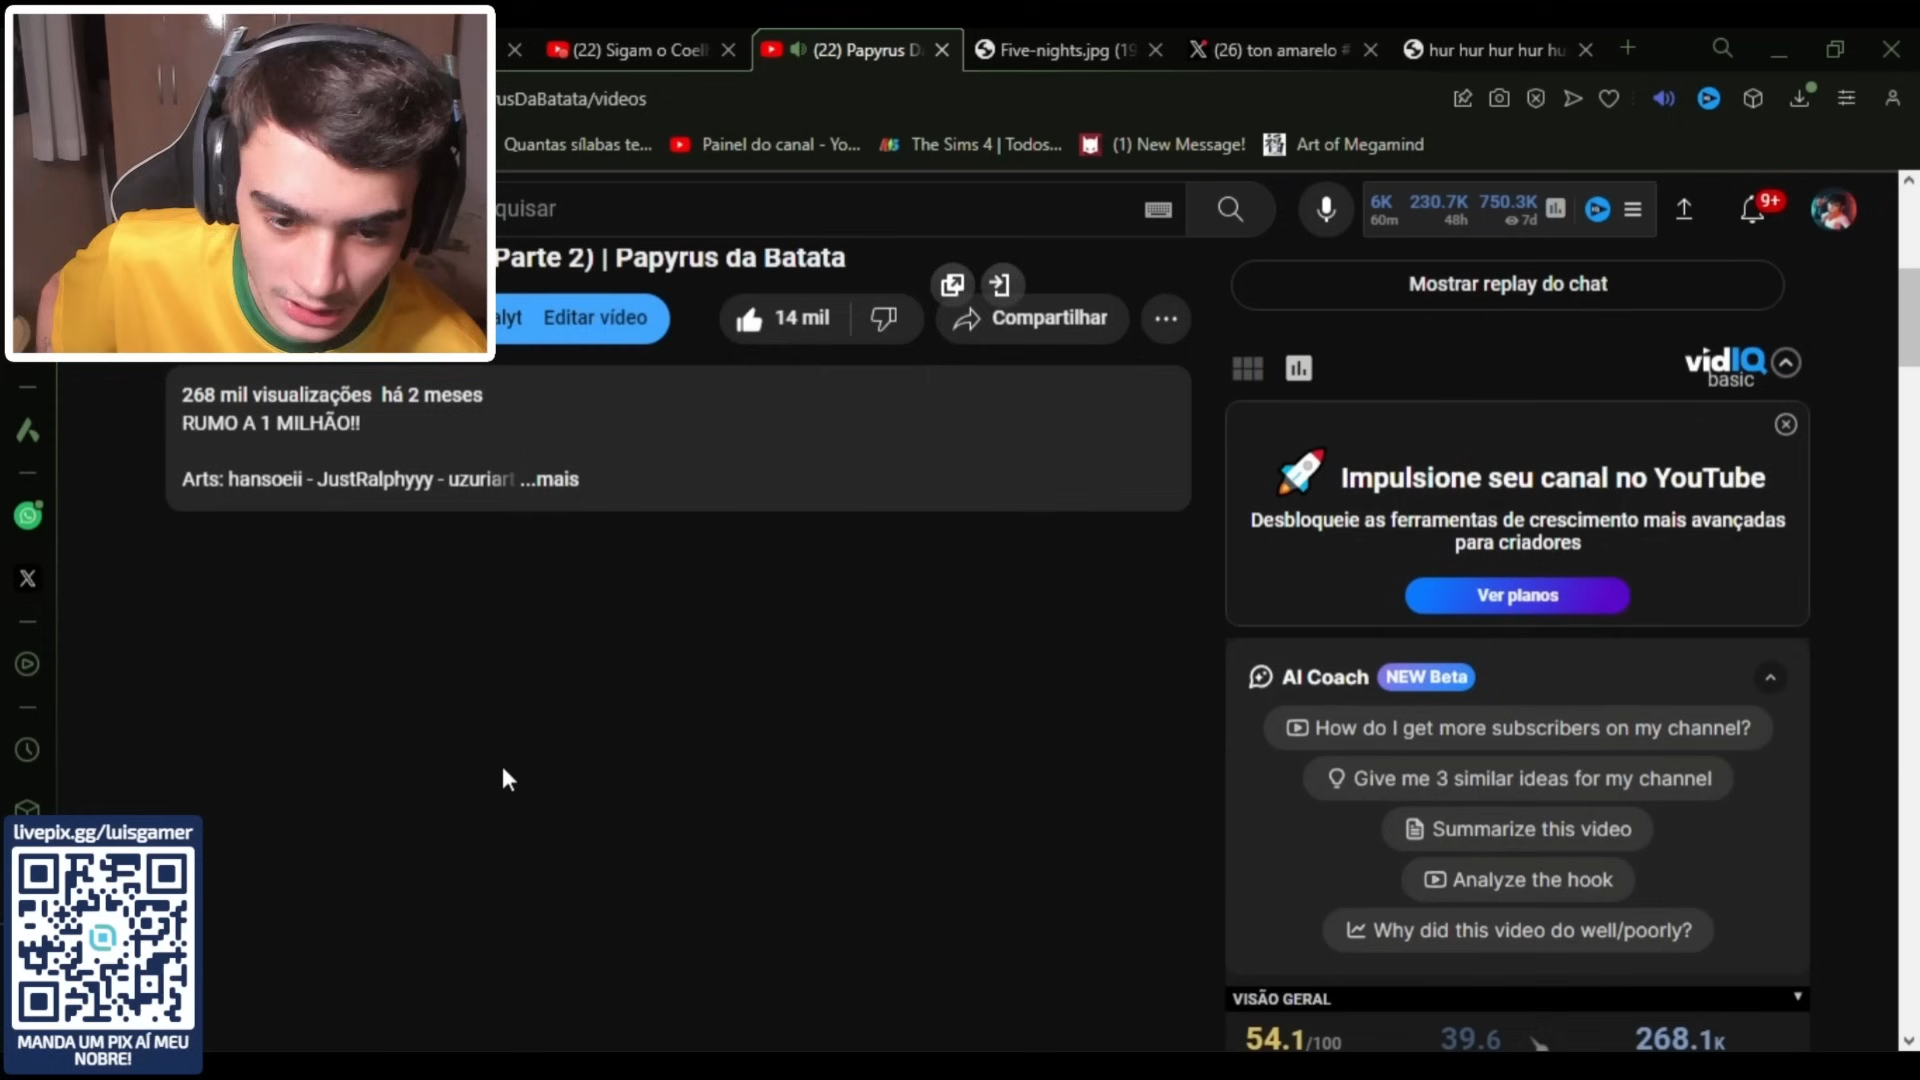 (22) Sigam o Coel
(22) Papyrus D
Five-nights.jpg (19
(26) ton amarelo #
hur hur hur hur hu
usDaBatata/videos
Quantas sílabas te...
Painel do canal - Yo...
The Sims 4 | Todos...
(1) New Message!
Art of Megamind
quisar
6K 230.7K 750.3K
60m 48h 7d
9+
Parte 2) | Papyrus da Batata
Mostrar replay do chat
alyt
Editar vídeo
14 mil
Compartilhar
vidIQ
basic
268 mil visualizações há 2 meses
RUMO A 1 MILHÃO!!
Arts: hansoeii - JustRalphyyy - uzuriart ...mais
Impulsione seu canal no YouTube
Desbloqueie as ferramentas de crescimento mais avançadas
para criadores
Ver planos
AI Coach NEW Beta
How do I get more subscribers on my channel?
Give me 3 similar ideas for my channel
Summarize this video
Analyze the hook
Why did this video do well/poorly?
VISÃO GERAL
54.1/100 39.6 268.1K
livepix.gg/luisgamer
MANDA UM PIX AÍ MEU
NOBRE!